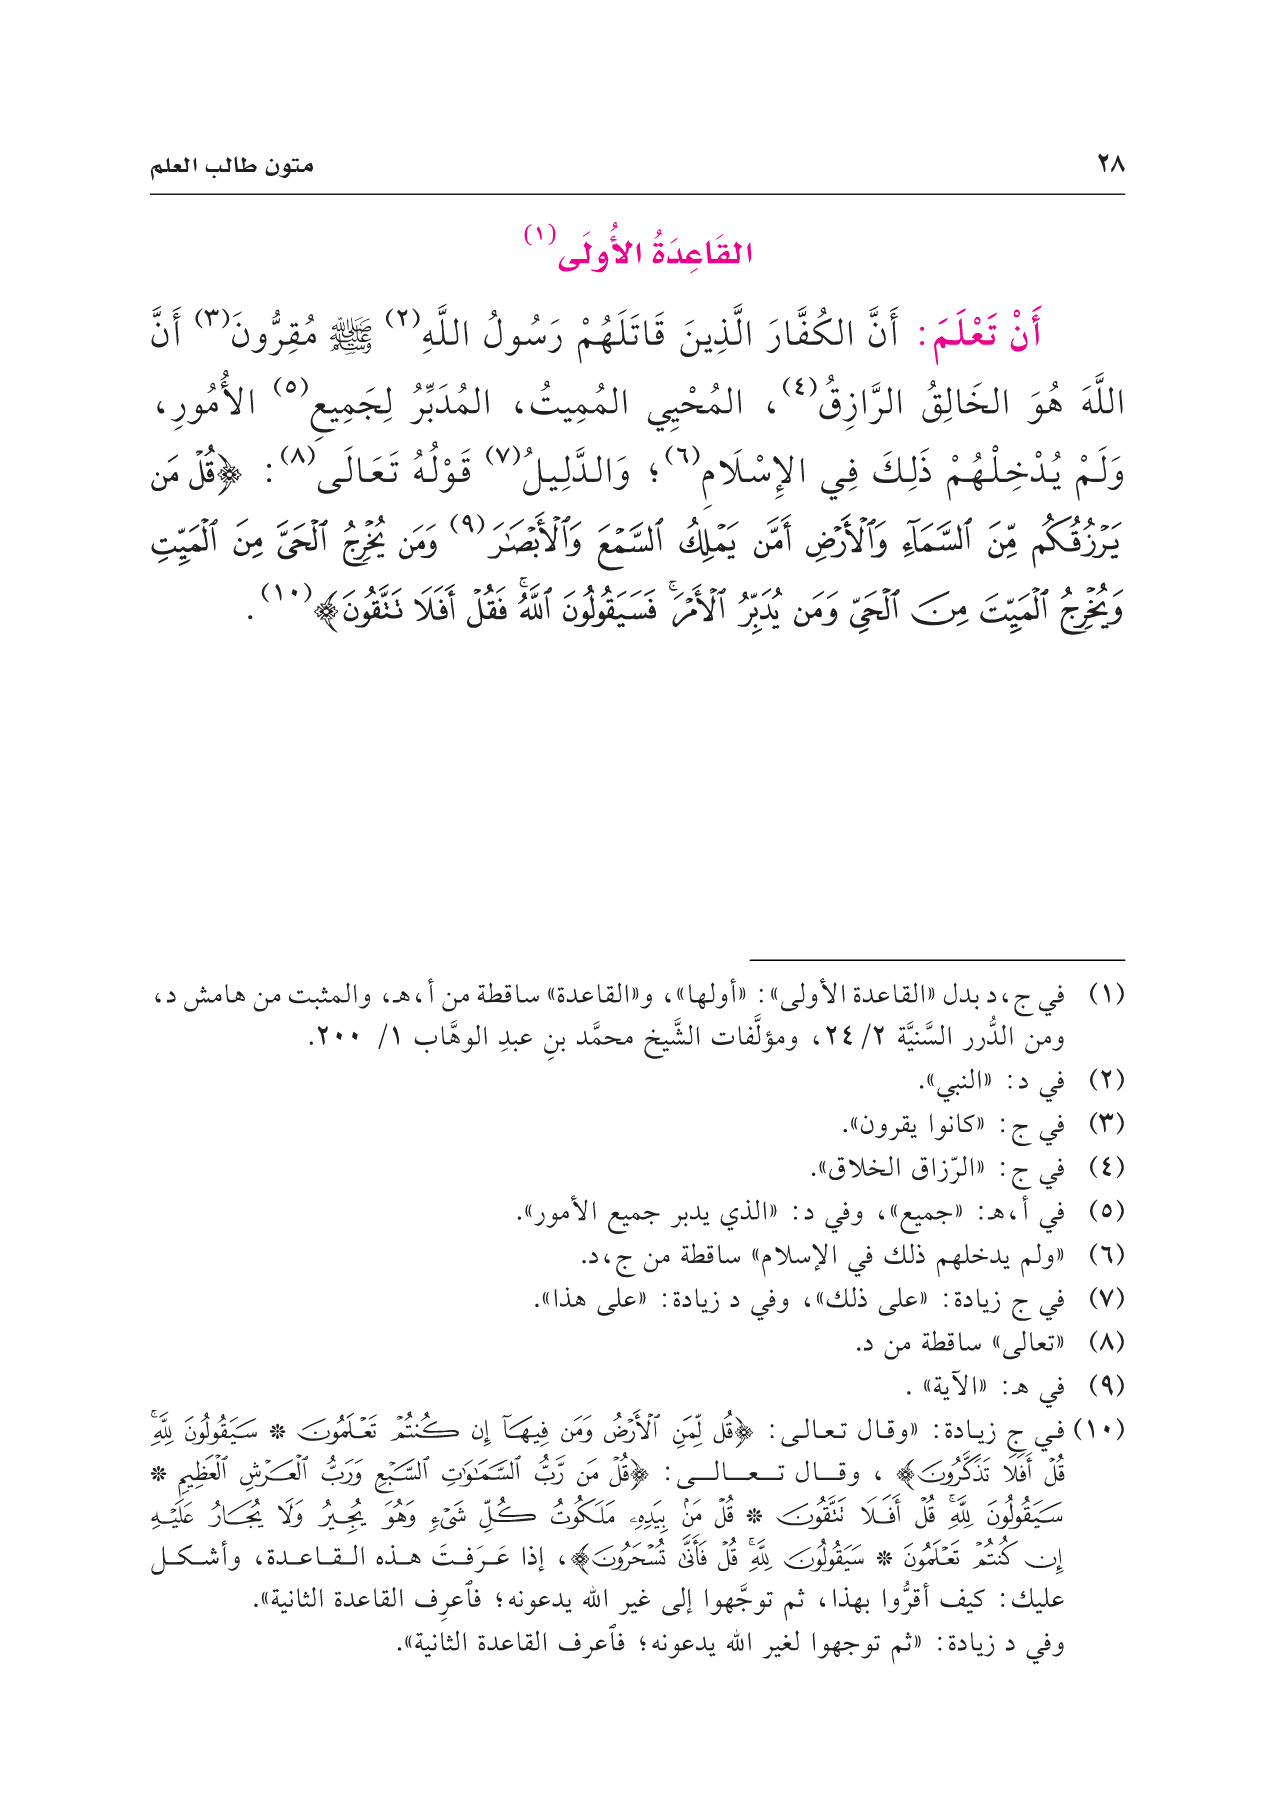 ٢٨ متون طالب العلم
القَاعِدَةُ الأُولَى(١)
أَنْ تَعْلَمَ: أَنَّ الكُفَّارَ الَّذِينَ قَاتَلَهُمْ رَسُولُ اللَّهِ(٢) ﷺ مُقِرُّونَ(٣) أَنَّ
اللَّهَ هُوَ الخَالِقُ الرَّازِقُ(٤)، المُحْيِي المُمِيتُ، المُدَبِّرُ لِجَمِيعِ(٥) الأُمُورِ،
وَلَمْ يُدْخِلْهُمْ ذَلِكَ فِي الإِسْلَامِ(٦)؛ وَالدَّلِيلُ(٧) قَوْلُهُ تَعَالَى(٨): ﴿قُلْ مَن
يَرْزُقُكُم مِّنَ ٱلسَّمَآءِ وَٱلْأَرْضِ أَمَّن يَمْلِكُ ٱلسَّمْعَ وَٱلْأَبْصَٰرَ(٩) وَمَن يُخْرِجُ ٱلْحَىَّ مِنَ ٱلْمَيِّتِ
وَيُخْرِجُ ٱلْمَيِّتَ مِنَ ٱلْحَىِّ وَمَن يُدَبِّرُ ٱلْأَمْرَۚ فَسَيَقُولُونَ ٱللَّهُۚ فَقُلْ أَفَلَا تَتَّقُونَ﴾(١٠).
(١) في ج،د بدل «القاعدة الأولى»: «أولها»، و«القاعدة» ساقطة من أ،هـ، والمثبت من هامش د،
ومن الدُّرر السَّنيَّة ٢/ ٢٤، ومؤلَّفات الشَّيخ محمَّد بنِ عبدِ الوهَّاب ١/ ٢٠٠.
(٢) في د: «النبي».
(٣) في ج: «كانوا يقرون».
(٤) في ج: «الرّزاق الخلاق».
(٥) في أ،هـ: «جميع»، وفي د: «الذي يدبر جميع الأمور».
(٦) «ولم يدخلهم ذلك في الإسلام» ساقطة من ج،د.
(٧) في ج زيادة: «على ذلك»، وفي د زيادة: «على هذا».
(٨) «تعالى» ساقطة من د.
(٩) في هـ: «الآية» .
(١٠) في ج زيادة: «وقال تعالى: ﴿قُل لِّمَنِ ٱلْأَرْضُ وَمَن فِيهَآ إِن كُنتُمْ تَعْلَمُونَ * سَيَقُولُونَ لِلَّهِۚ
قُلْ أَفَلَا تَذَكَّرُونَ﴾ ، وقال تعالى: ﴿قُلْ مَن رَّبُّ ٱلسَّمَٰوَٰتِ ٱلسَّبْعِ وَرَبُّ ٱلْعَرْشِ ٱلْعَظِيمِ *
سَيَقُولُونَ لِلَّهِۚ قُلْ أَفَلَا تَتَّقُونَ * قُلْ مَنۢ بِيَدِهِۦ مَلَكُوتُ كُلِّ شَىْءٍ وَهُوَ يُجِيرُ وَلَا يُجَارُ عَلَيْهِ
إِن كُنتُمْ تَعْلَمُونَ * سَيَقُولُونَ لِلَّهِۚ قُلْ فَأَنَّىٰ تُسْحَرُونَ﴾، إذا عَرَفتَ هذه القاعدة، وأشكل
عليك: كيف أقرُّوا بهذا، ثم توجَّهوا إلى غير الله يدعونه؛ فٱعرِف القاعدة الثانية».
وفي د زيادة: «ثم توجهوا لغير الله يدعونه؛ فٱعرف القاعدة الثانية».